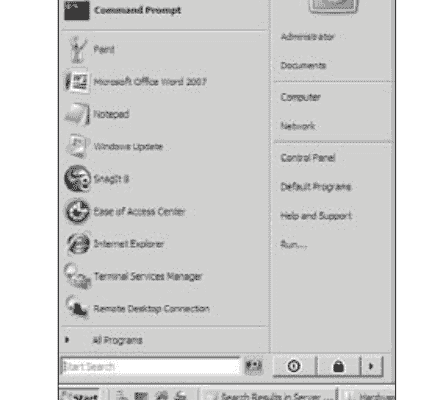 Command Prompt
Paint
Microsoft Office Word 2007
Notepad
Windows Update
SnagIt 8
Ease of Access Center
Internet Explorer
Terminal Services Manager
Remote Desktop Connection
All Programs
Start Search
Administrator
Documents
Computer
Network
Control Panel
Default Programs
Help and Support
Run...
Start
Search Results in Server ...
Hardware